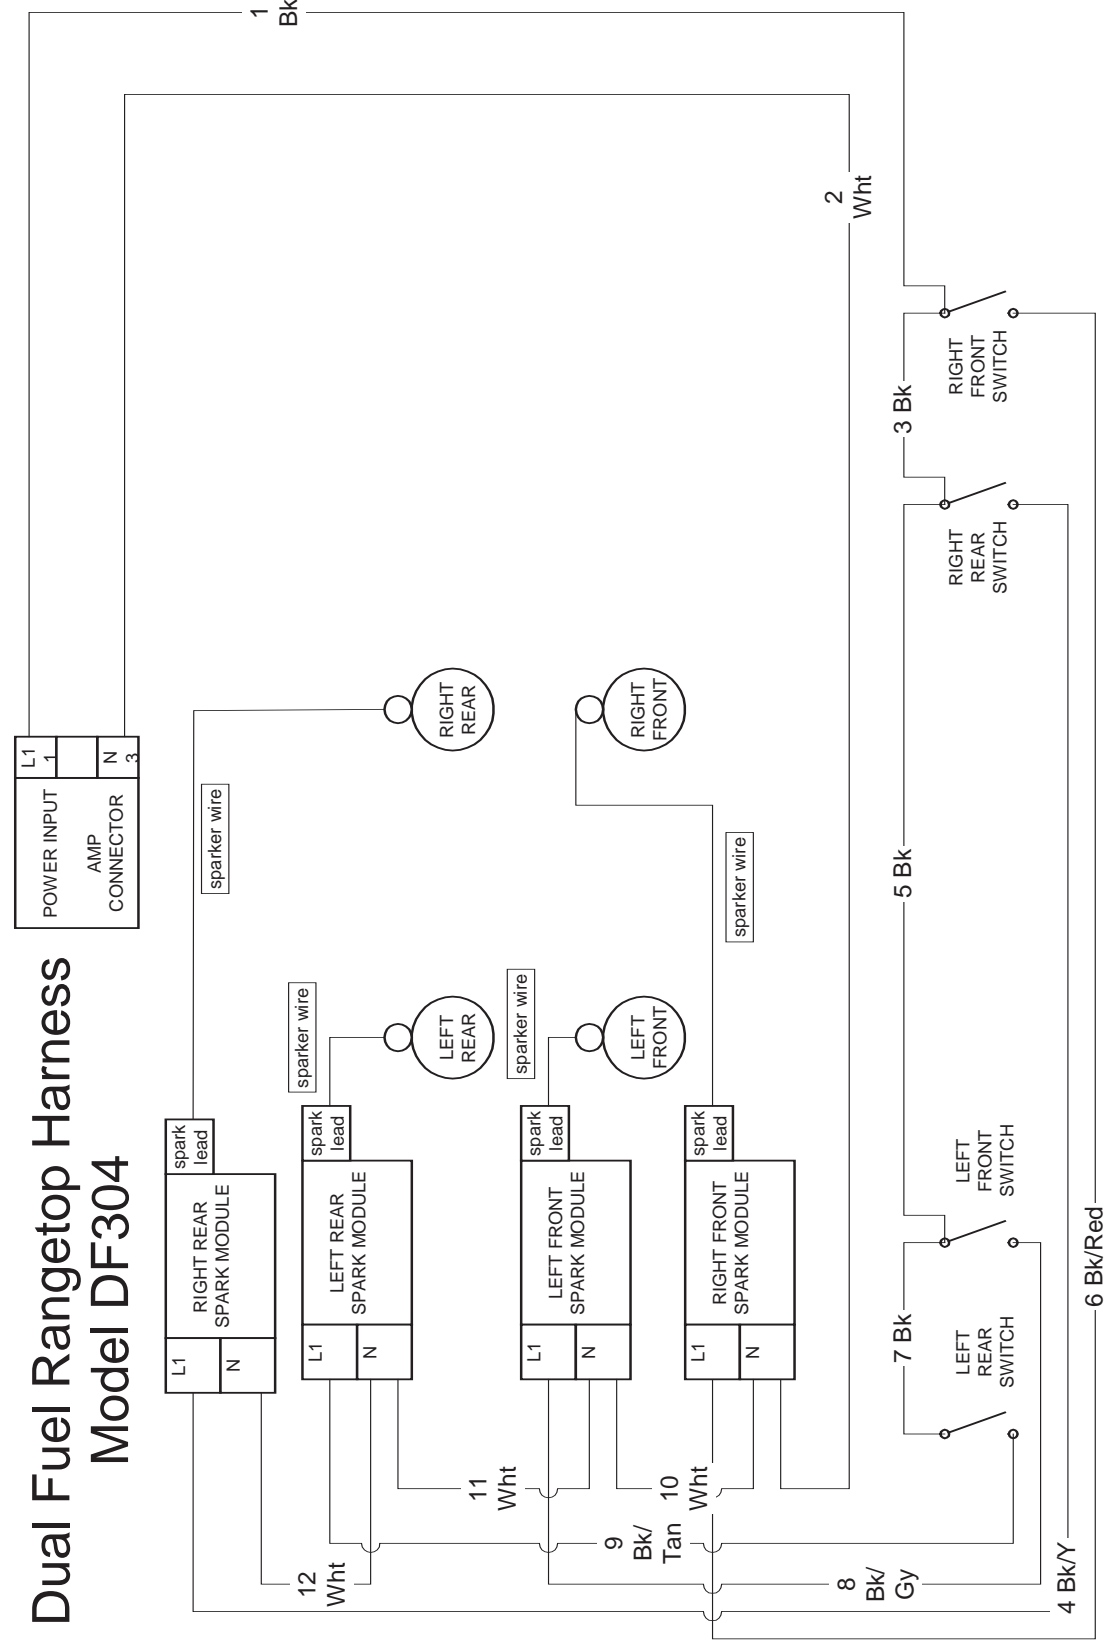 Dual Fuel Rangetop Harness
Model DF304
POWER INPUT
AMP
CONNECTOR
L1
1
N
3
1
Bk
2
Wht
RIGHT REAR
SPARK MODULE
spark
lead
L1
N
sparker wire
RIGHT
REAR
LEFT REAR
SPARK MODULE
spark
lead
L1
N
sparker wire
LEFT
REAR
LEFT FRONT
SPARK MODULE
spark
lead
L1
N
sparker wire
LEFT
FRONT
RIGHT FRONT
SPARK MODULE
spark
lead
L1
N
sparker wire
RIGHT
FRONT
12
Wht
11
Wht
10
Wht
9
Bk/
Tan
8
Bk/
Gy
7 Bk
5 Bk
3 Bk
LEFT
REAR
SWITCH
LEFT
FRONT
SWITCH
RIGHT
REAR
SWITCH
RIGHT
FRONT
SWITCH
4 Bk/Y
6 Bk/Red